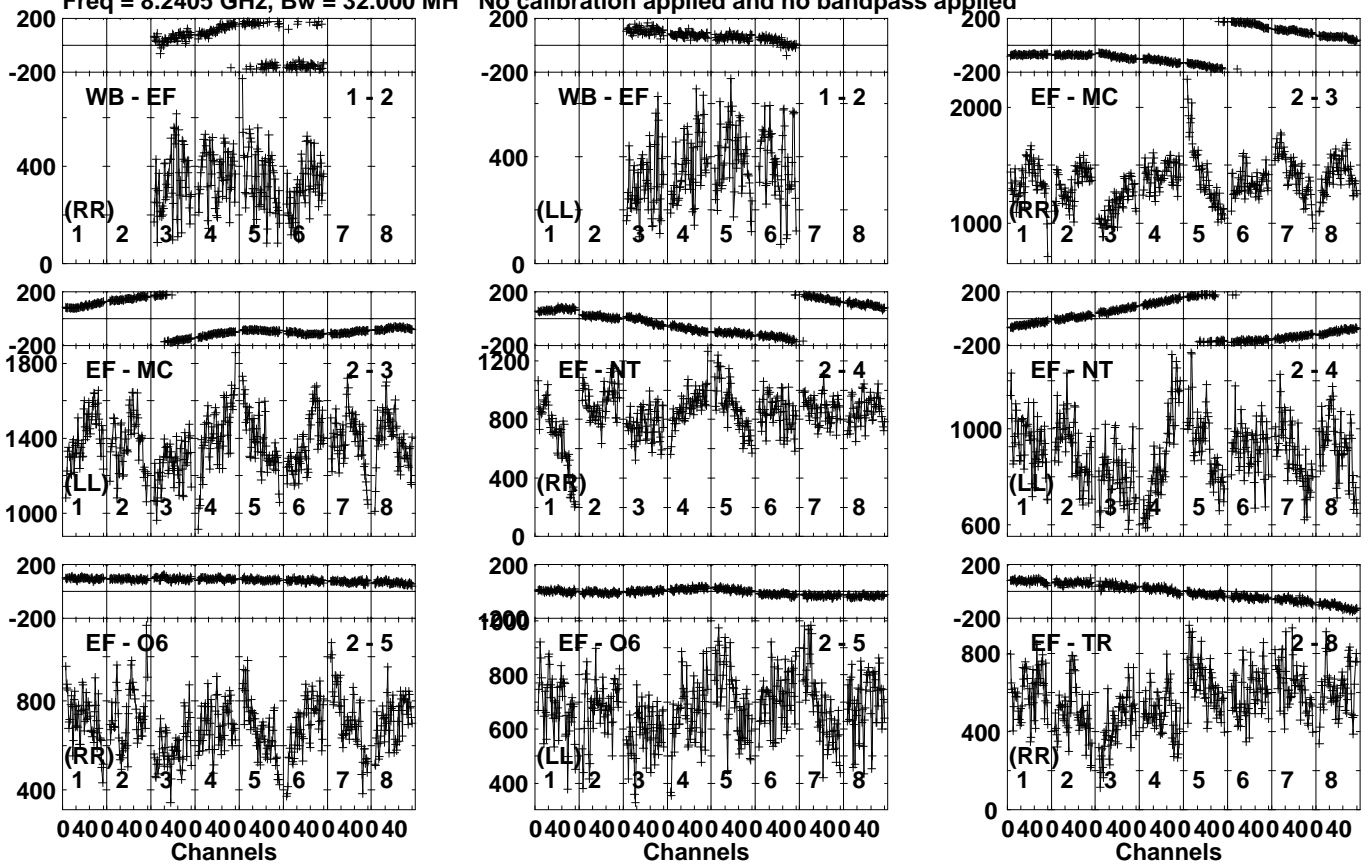 Freq = 8.2405 GHz, Bw = 32.000 MH No calibration applied and no bandpass applied
200 200 200
-200 -200 -200
WB - EF 1 - 2 WB - EF 1 - 2 EF - MC 2 - 3
2000
400 400
1000
(RR) (LL) (RR)
1 2 3 4 5 6 7 8 1 2 3 4 5 6 7 8 1 2 3 4 5 6 7 8
0 0
200 200 200
-200 -200 -200
1800 1200
EF - MC 2 - 3 EF - NT 2 - 4 EF - NT 2 - 4
1400 800 1000
400
(LL) (RR) (LL)
1 2 3 4 5 6 7 8 1 2 3 4 5 6 7 8 1 2 3 4 5 6 7 8
1000 0 600
200 200 200
-200 -200 -200
1000
EF - O6 2 - 5 EF - O6 2 - 5 EF - TR 2 - 8
800 800 800
600 400
(RR) (LL) (RR)
1 2 3 4 5 6 7 8 1 2 3 4 5 6 7 8 1 2 3 4 5 6 7 8
400 400 0
0 40 0 40 0 40 0 40 0 40 0 40 0 40 0 40 0 40 0 40 0 40 0 40 0 40 0 40 0 40 0 40 0 40 0 40 0 40 0 40 0 40 0 40 0 40 0 40
Channels Channels Channels